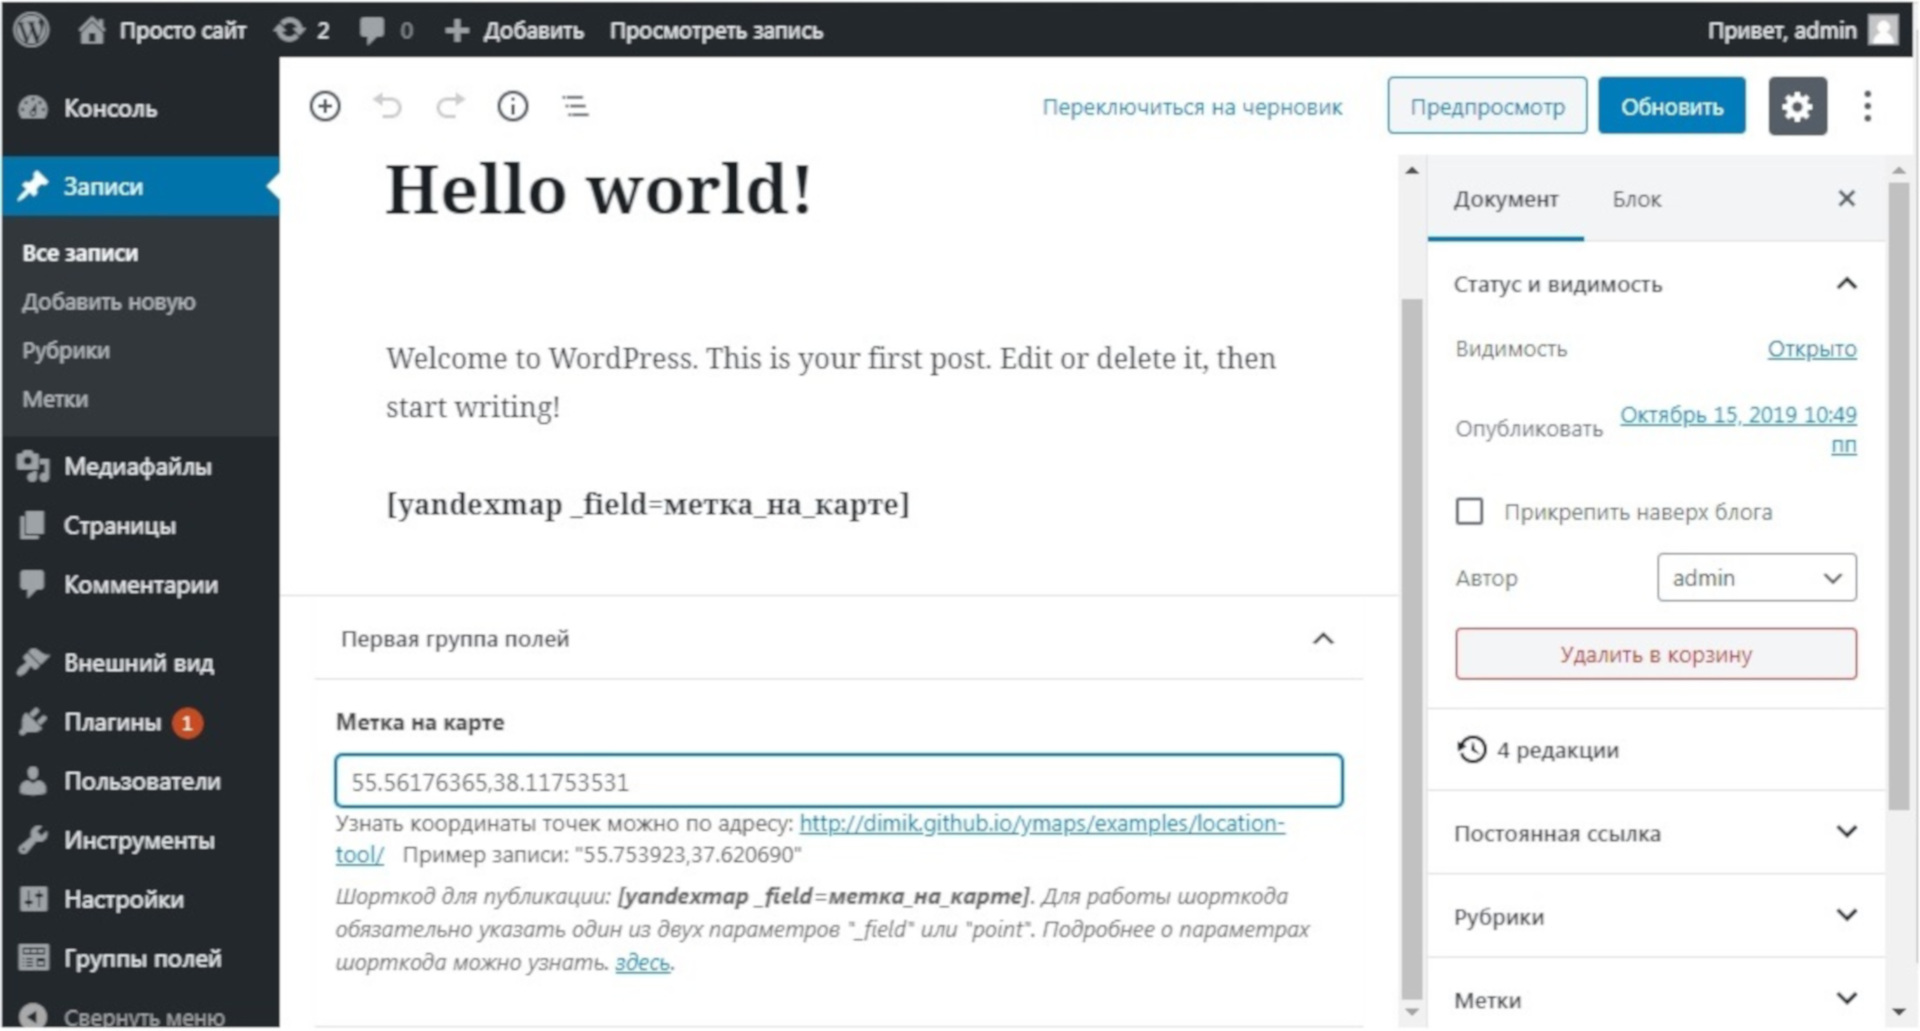 Просто сайт 2 0 Добавить Просмотреть запись Привет, admin
Консоль
Записи
Все записи
Добавить новую
Рубрики
Метки
Медиафайлы
Страницы
Комментарии
Внешний вид
Плагины 1
Пользователи
Инструменты
Настройки
Группы полей
Свернуть меню
Переключиться на черновик Предпросмотр Обновить
Hello world!
Welcome to WordPress. This is your first post. Edit or delete it, then
start writing!
[yandexmap _field=метка_на_карте]
Первая группа полей
Метка на карте
55.56176365,38.11753531
Узнать координаты точек можно по адресу: http://dimik.github.io/ymaps/examples/location-
tool/ Пример записи: "55.753923,37.620690"
Шорткод для публикации: [yandexmap _field=метка_на_карте]. Для работы шорткода
обязательно указать один из двух параметров "_field" или "point". Подробнее о параметрах
шорткода можно узнать. здесь.
Документ Блок
Статус и видимость
Видимость Открыто
Опубликовать Октябрь 15, 2019 10:49
пп
Прикрепить наверх блога
Автор admin
Удалить в корзину
4 редакции
Постоянная ссылка
Рубрики
Метки